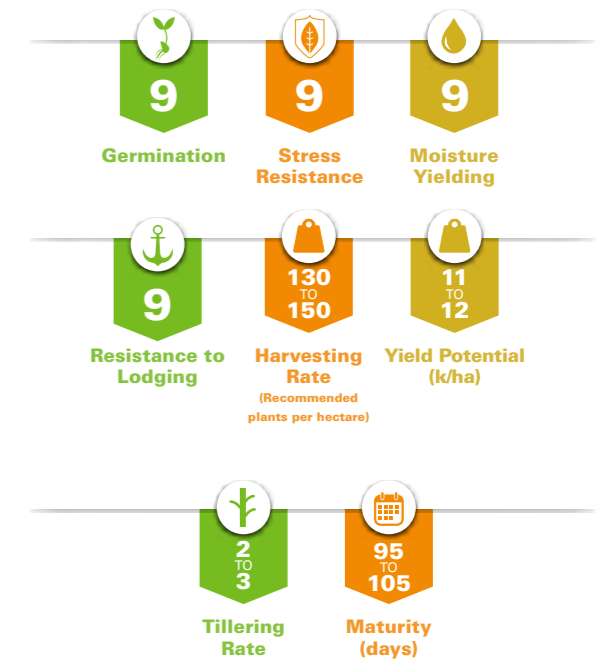 9
9
9
Germination
Stress
Resistance
Moisture
Yielding
9
130
TO
150
11
TO
12
Resistance to
Lodging
Harvesting
Rate
(Recommended
plants per hectare)
Yield Potential
(k/ha)
2
TO
3
95
TO
105
Tillering
Rate
Maturity
(days)